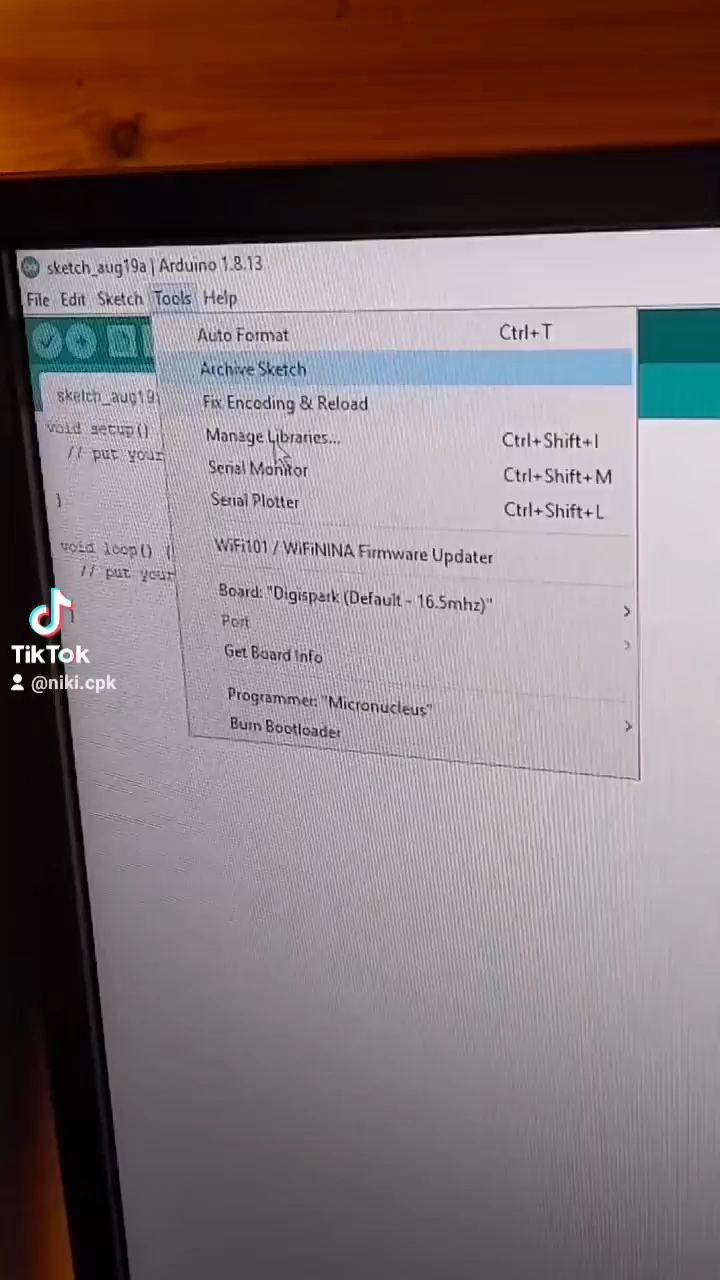 sketch_aug19a | Arduino 1.8.13
File Edit Sketch Tools Help
Auto Format Ctrl+T
Archive Sketch
sketch_aug19
Fix Encoding & Reload
void setup()
Manage Libraries... Ctrl+Shift+I
// put your
Serial Monitor Ctrl+Shift+M
Serial Plotter Ctrl+Shift+L
}
void loop() {
WiFi101 / WiFiNINA Firmware Updater
// put your
Board: "Digispark (Default - 16.5mhz)"
}
Port
Get Board Info
Programmer: "Micronucleus"
Burn Bootloader
TikTok
@niki.cpk